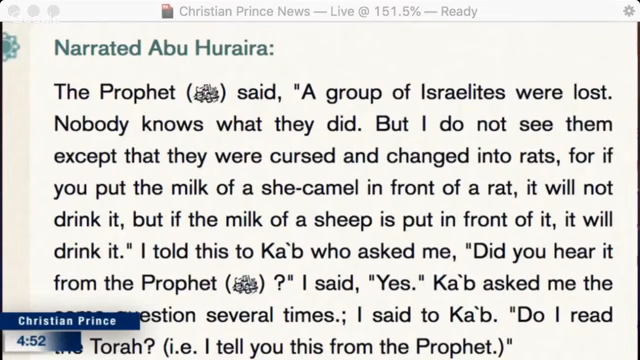 Christian Prince News — Live @ 151.5% — Ready
Narrated Abu Huraira:
The Prophet (ﷺ) said, "A group of Israelites were lost.
Nobody knows what they did. But I do not see them
except that they were cursed and changed into rats, for if
you put the milk of a she-camel in front of a rat, it will not
drink it, but if the milk of a sheep is put in front of it, it will
drink it." I told this to Ka`b who asked me, "Did you hear it
from the Prophet (ﷺ) ?" I said, "Yes." Ka`b asked me the
question several times.; I said to Ka`b. "Do I read
Torah? (i.e. I tell you this from the Prophet.)"
Christian Prince
4:52